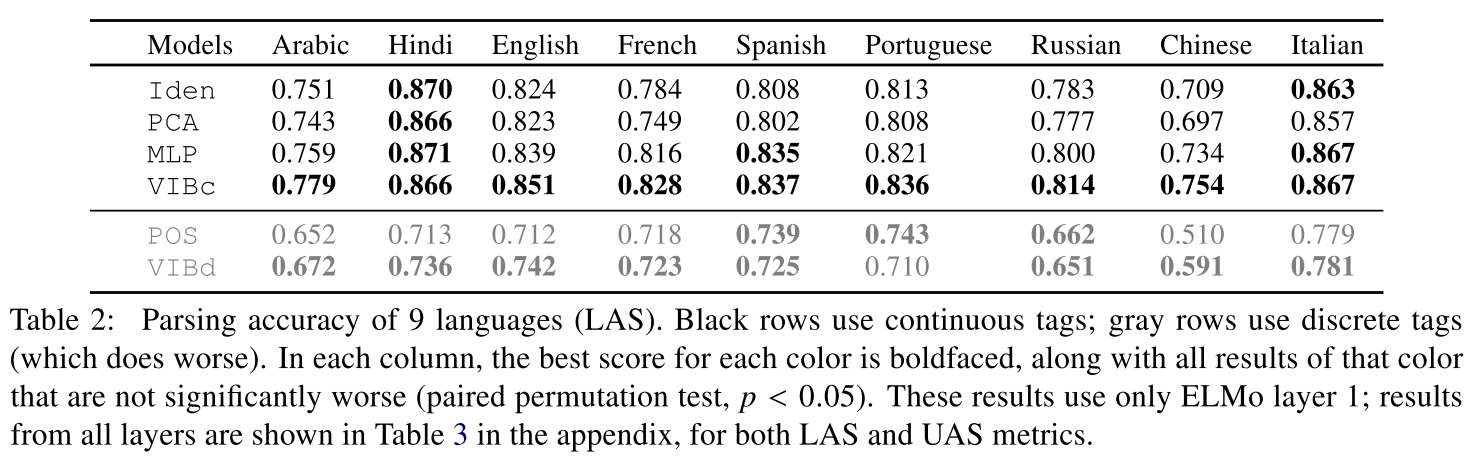 Models Arabic Hindi English French Spanish Portuguese Russian Chinese Italian
Iden 0.751 0.870 0.824 0.784 0.808 0.813 0.783 0.709 0.863
PCA 0.743 0.866 0.823 0.749 0.802 0.808 0.777 0.697 0.857
MLP 0.759 0.871 0.839 0.816 0.835 0.821 0.800 0.734 0.867
VIBc 0.779 0.866 0.851 0.828 0.837 0.836 0.814 0.754 0.867
POS 0.652 0.713 0.712 0.718 0.739 0.743 0.662 0.510 0.779
VIBd 0.672 0.736 0.742 0.723 0.725 0.710 0.651 0.591 0.781
Table 2: Parsing accuracy of 9 languages (LAS). Black rows use continuous tags; gray rows use discrete tags
(which does worse). In each column, the best score for each color is boldfaced, along with all results of that color
that are not significantly worse (paired permutation test, p < 0.05). These results use only ELMo layer 1; results
from all layers are shown in Table 3 in the appendix, for both LAS and UAS metrics.